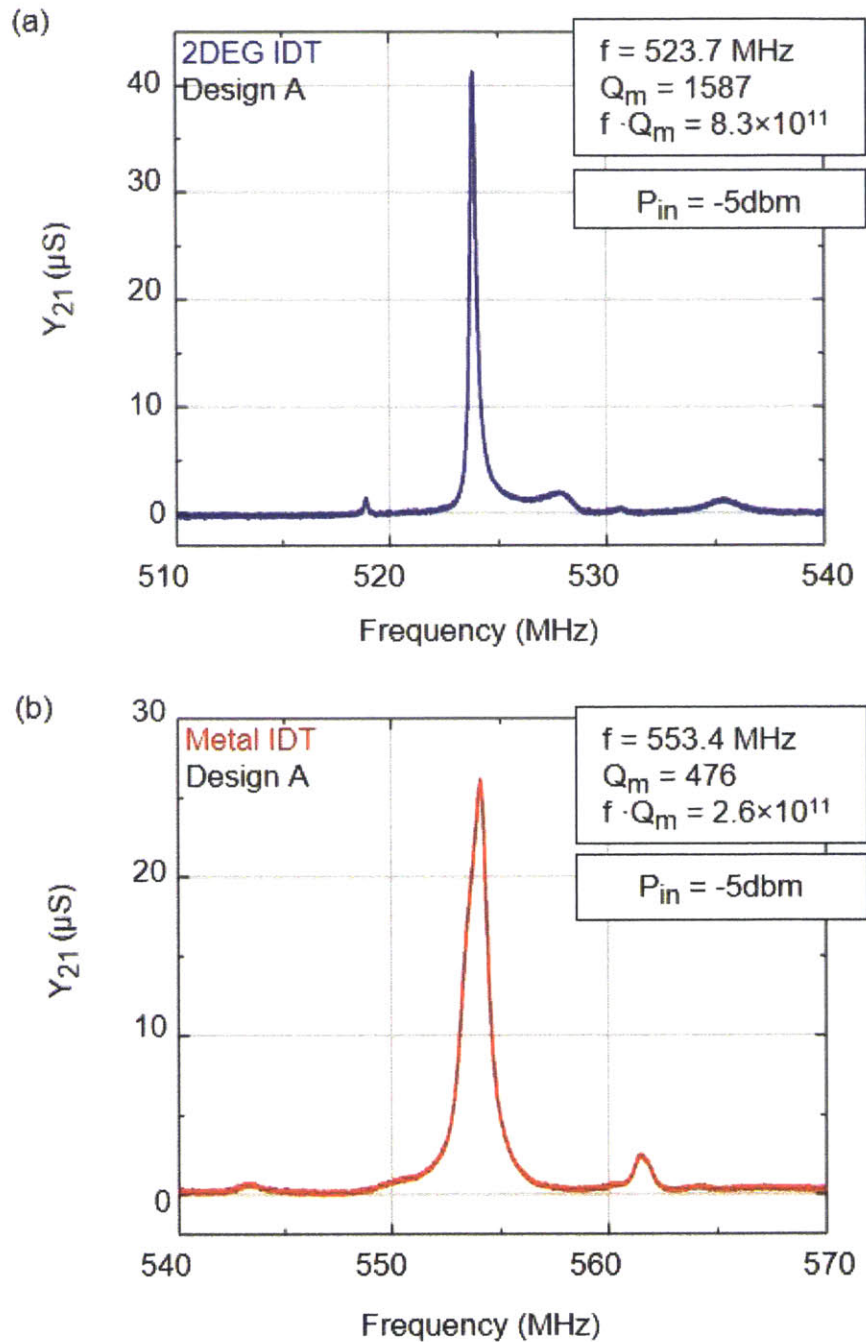 (a)
2DEG IDT
Design A
f = 523.7 MHz
Qm = 1587
f ·Qm = 8.3×10¹¹
Pin = -5dbm
40
30
20
10
0
Y21 (µS)
510
520
530
540
Frequency (MHz)
(b)
Metal IDT
Design A
f = 553.4 MHz
Qm = 476
f ·Qm = 2.6×10¹¹
Pin = -5dbm
30
20
10
0
Y21 (µS)
540
550
560
570
Frequency (MHz)